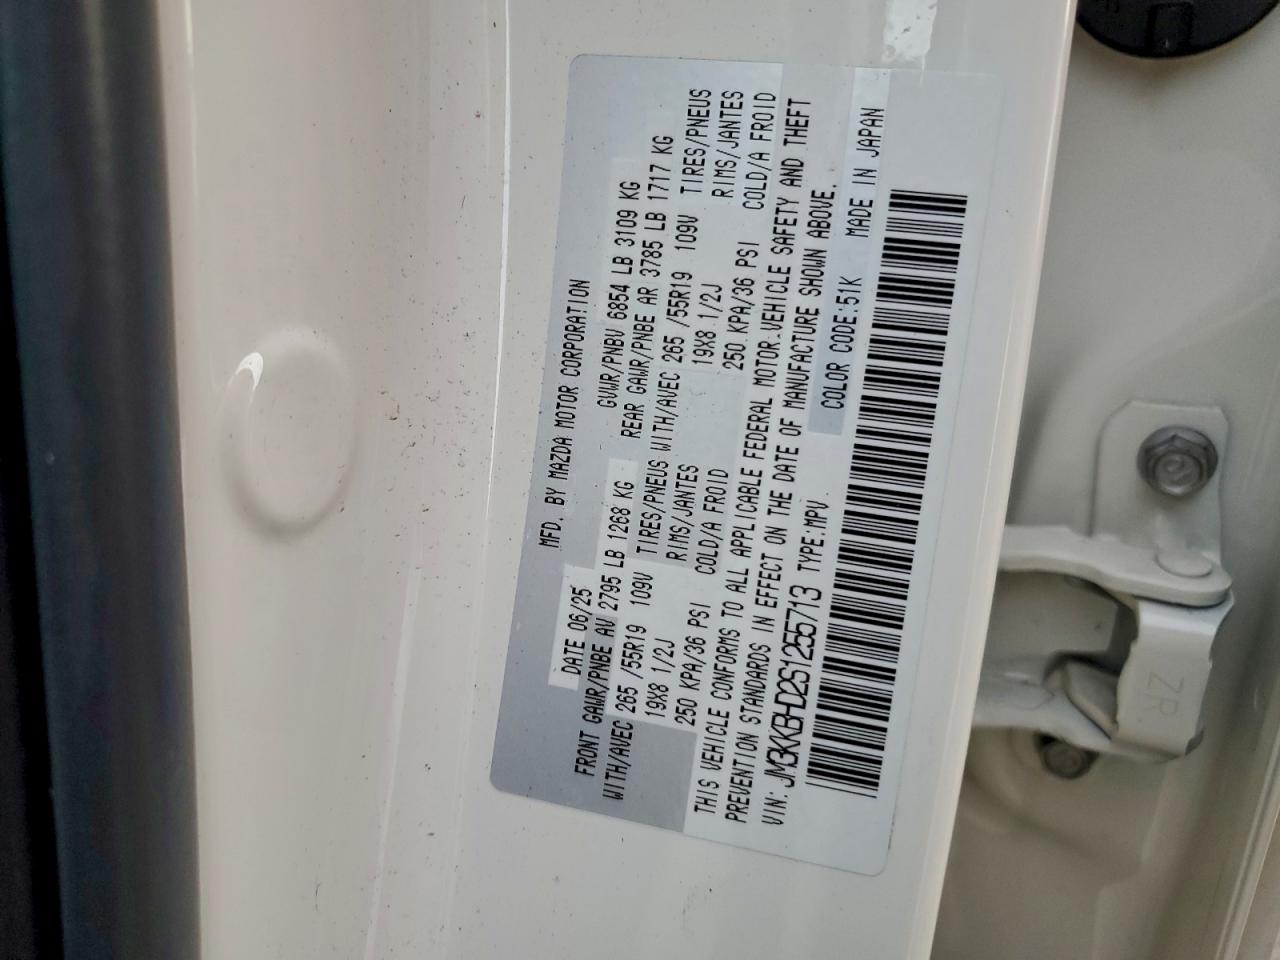 MFD. BY MAZDA MOTOR CORPORATION
DATE 06/25 GVWR/PNBV 6854 LB 3109 KG
FRONT GAWR/PNBE AV 2795 LB 1268 KG REAR GAWR/PNBE AR 3785 LB 1717 KG
WITH/AVEC 265 /55R19 109V TIRES/PNEUS WITH/AVEC 265 /55R19 109V TIRES/PNEUS
19X8 1/2J RIMS/JANTES 19X8 1/2J RIMS/JANTES
250 KPA/36 PSI COLD/A FROID 250 KPA/36 PSI COLD/A FROID
THIS VEHICLE CONFORMS TO ALL APPLICABLE FEDERAL MOTOR VEHICLE SAFETY AND THEFT
PREVENTION STANDARDS IN EFFECT ON THE DATE OF MANUFACTURE SHOWN ABOVE.
VIN: JM3KKBHD2S1255713 TYPE:MPV COLOR CODE:51K MADE IN JAPAN
ZR